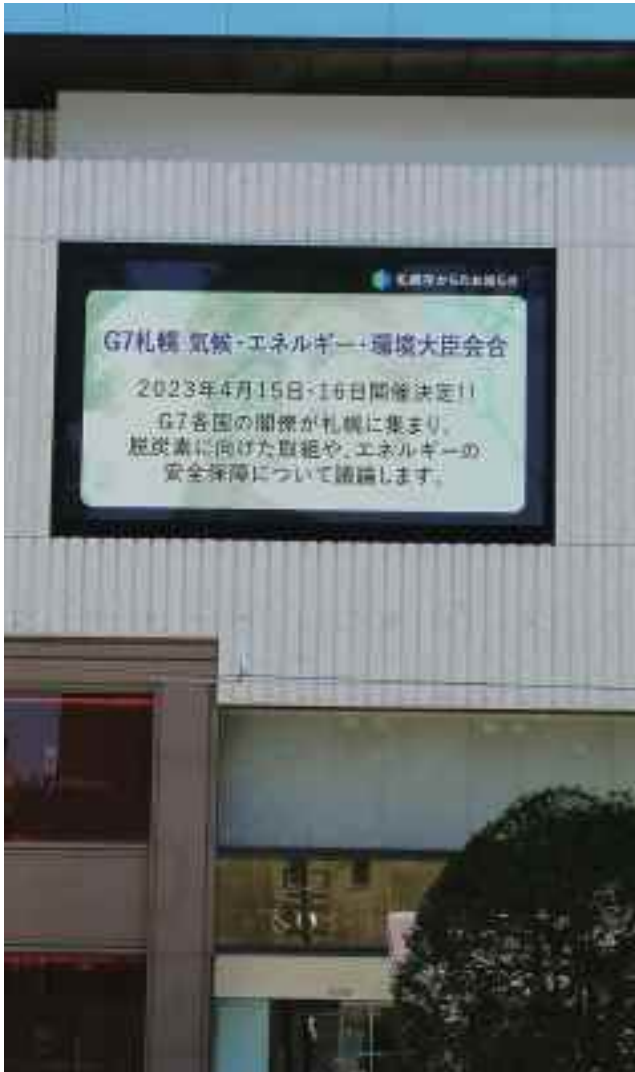 札幌市からのお知らせ
G7札幌 気候・エネルギー・環境大臣会合
2023年4月15日・16日開催決定!!
G7各国の閣僚が札幌に集まり、
脱炭素に向けた取組や、エネルギーの
安全保障について議論します。